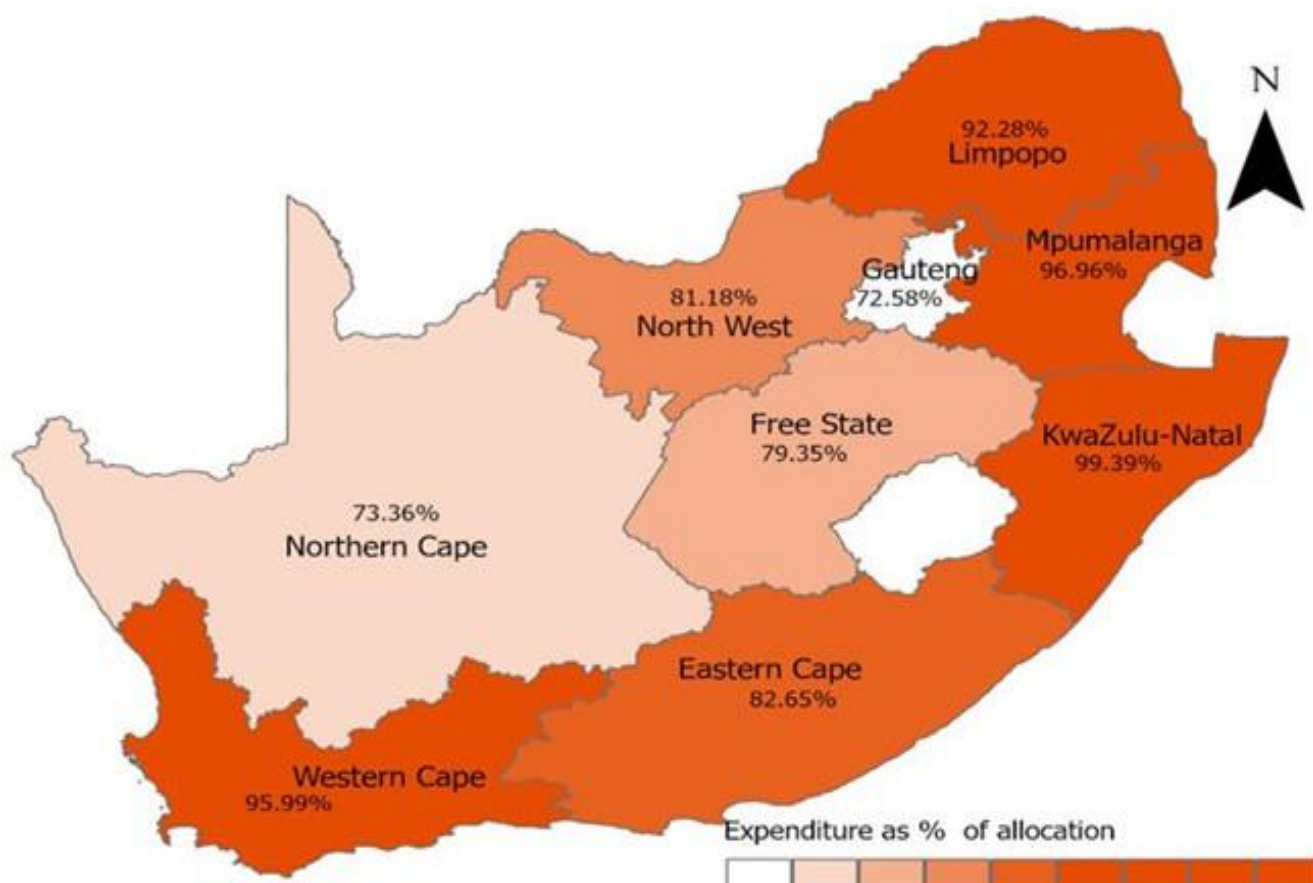 N
92.28%
Limpopo
Mpumalanga
96.96%
Gauteng
72.58%
81.18%
North West
Free State
79.35%
KwaZulu-Natal
99.39%
73.36%
Northern Cape
Eastern Cape
82.65%
Western Cape
95.99%
Expenditure as % of allocation